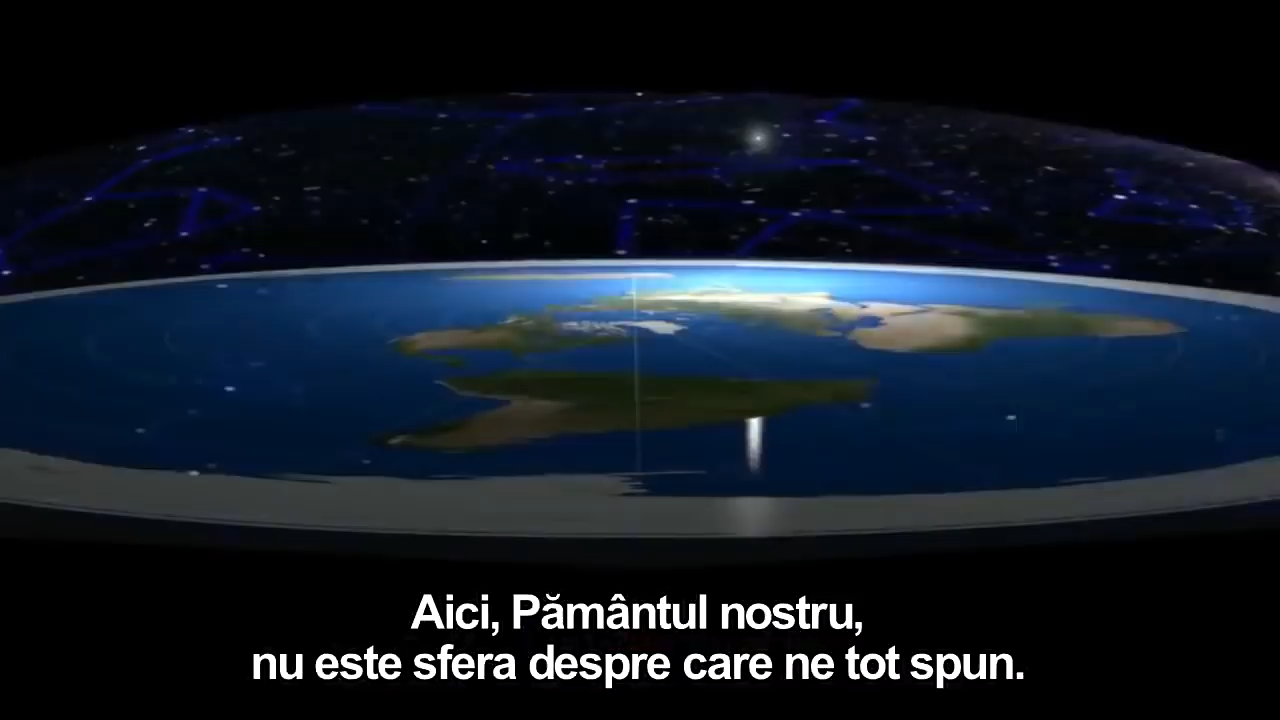 Aici, Pământul nostru,
nu este sfera despre care ne tot spun.